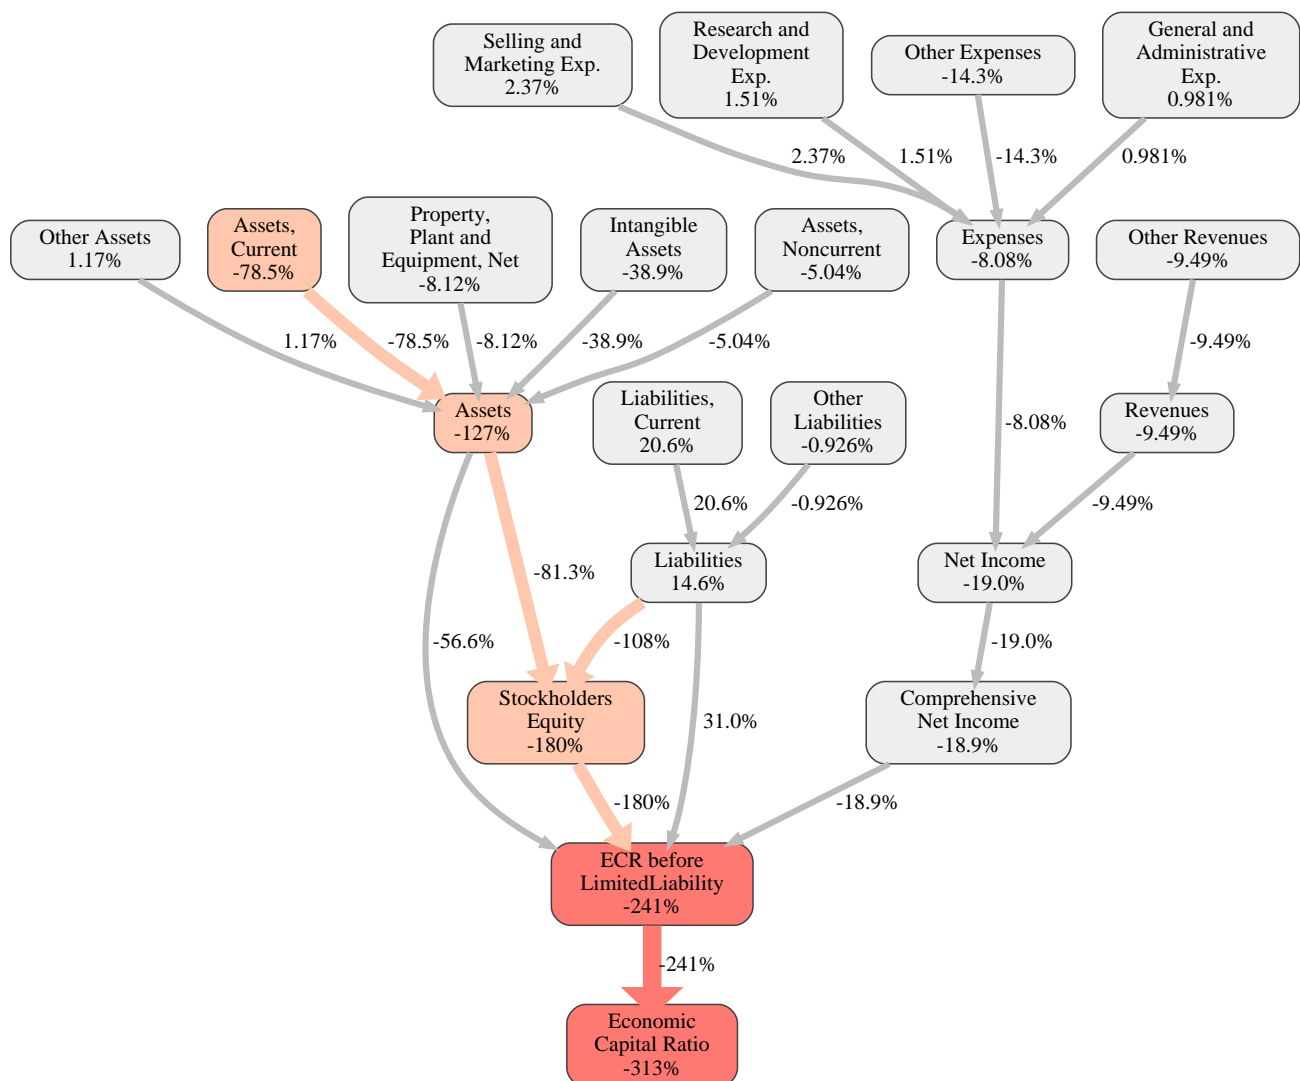 Selling and
Marketing Exp.
2.37%
Research and
Development
Exp.
1.51%
Other Expenses
-14.3%
General and
Administrative
Exp.
0.981%
2.37%
1.51%
-14.3%
0.981%
Other Assets
1.17%
Assets,
Current
-78.5%
Property,
Plant and
Equipment, Net
-8.12%
Intangible
Assets
-38.9%
Assets,
Noncurrent
-5.04%
Expenses
-8.08%
Other Revenues
-9.49%
1.17%
-78.5%
-8.12%
-38.9%
-5.04%
-9.49%
Assets
-127%
Liabilities,
Current
20.6%
Other
Liabilities
-0.926%
-8.08%
Revenues
-9.49%
20.6%
-0.926%
-9.49%
-81.3%
Liabilities
14.6%
Net Income
-19.0%
-56.6%
-108%
-19.0%
Stockholders
Equity
-180%
31.0%
Comprehensive
Net Income
-18.9%
-180%
-18.9%
ECR before
LimitedLiability
-241%
-241%
Economic
Capital Ratio
-313%